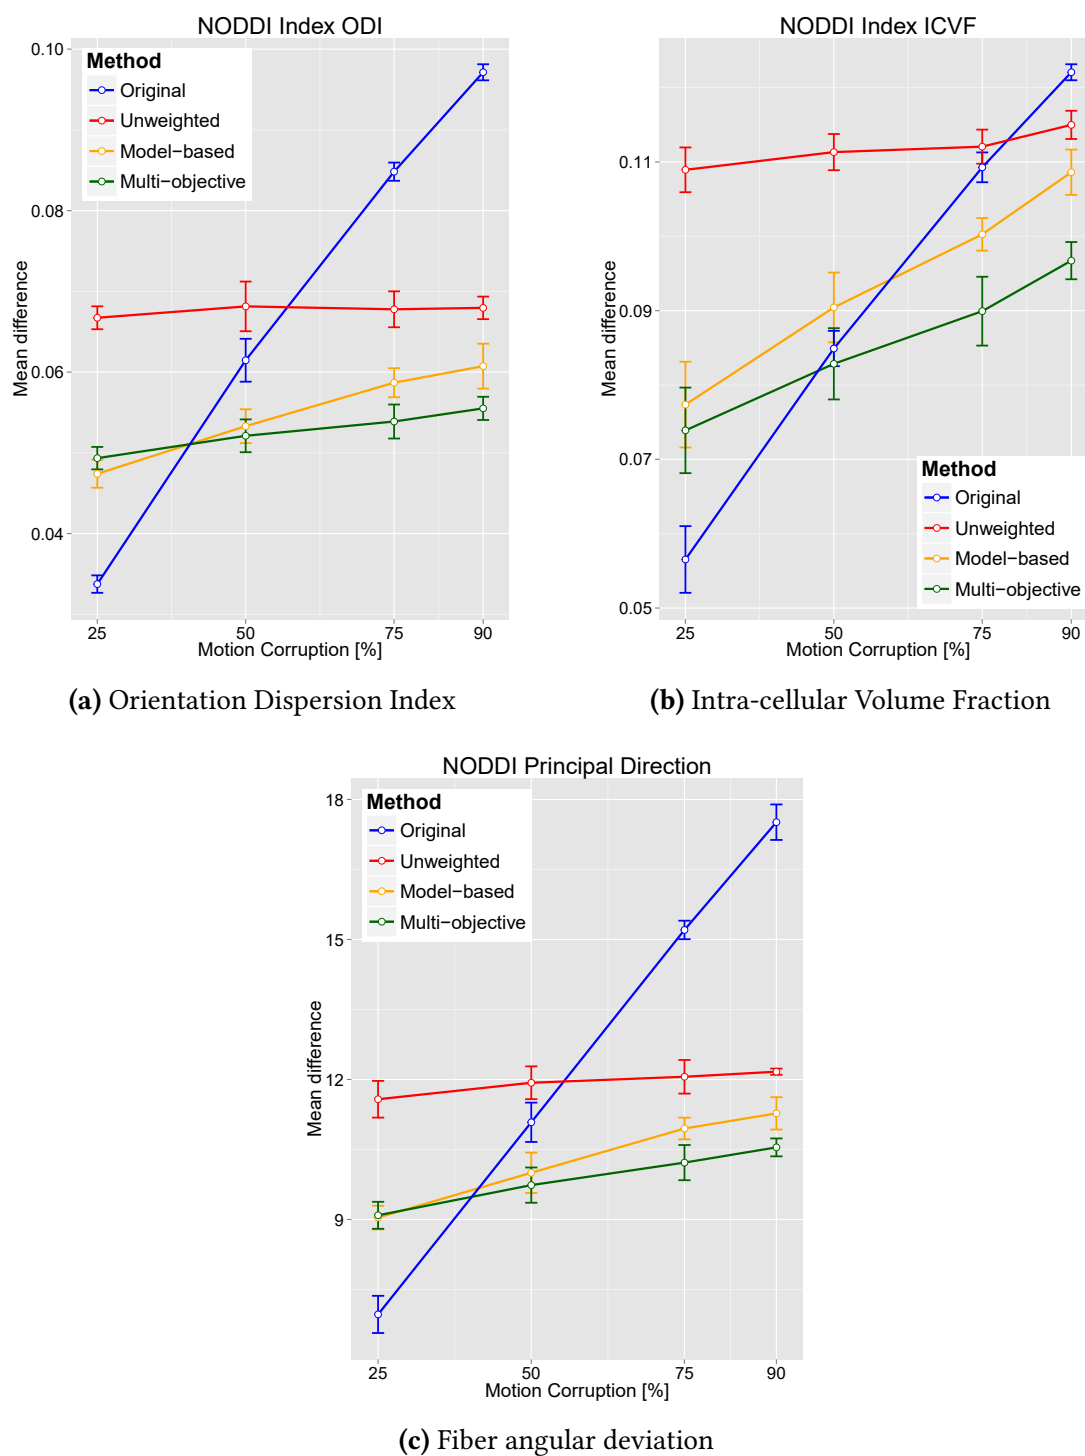 NODDI Index ODI
Mean difference
0.10
0.08
0.06
0.04
Method
Original
Unweighted
Model−based
Multi−objective
25 50 75 90
Motion Corruption [%]
(a) Orientation Dispersion Index
NODDI Index ICVF
Mean difference
0.11
0.09
0.07
0.05
Method
Original
Unweighted
Model−based
Multi−objective
25 50 75 90
Motion Corruption [%]
(b) Intra-cellular Volume Fraction
NODDI Principal Direction
Mean difference
18
15
12
9
Method
Original
Unweighted
Model−based
Multi−objective
25 50 75 90
Motion Corruption [%]
(c) Fiber angular deviation